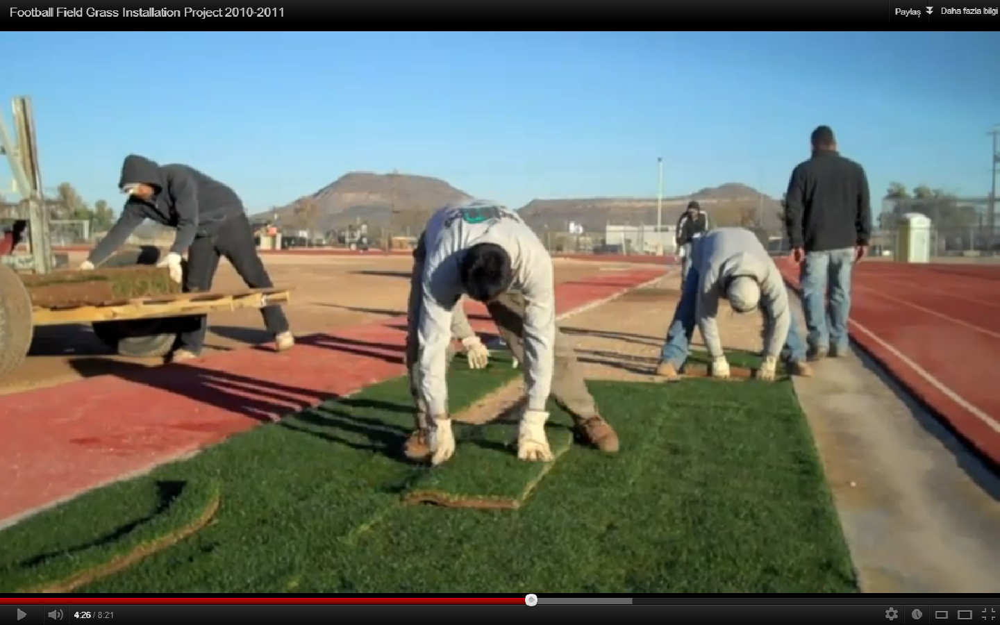 Football Field Grass Installation Project 2010-2011
Paylaş
Daha fazla bilgi
4:26 / 8:21